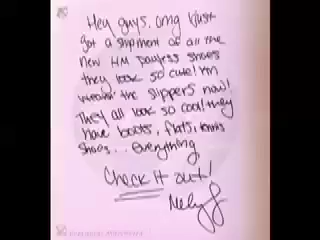 Hey guys, omg I just
got a shipment of all the
new HM payless shoes
they look so cute! I'm
wearin' the slippers now!
They all look so cool! they
have boots, flats, tennis
shoes... Everything
Check it out!